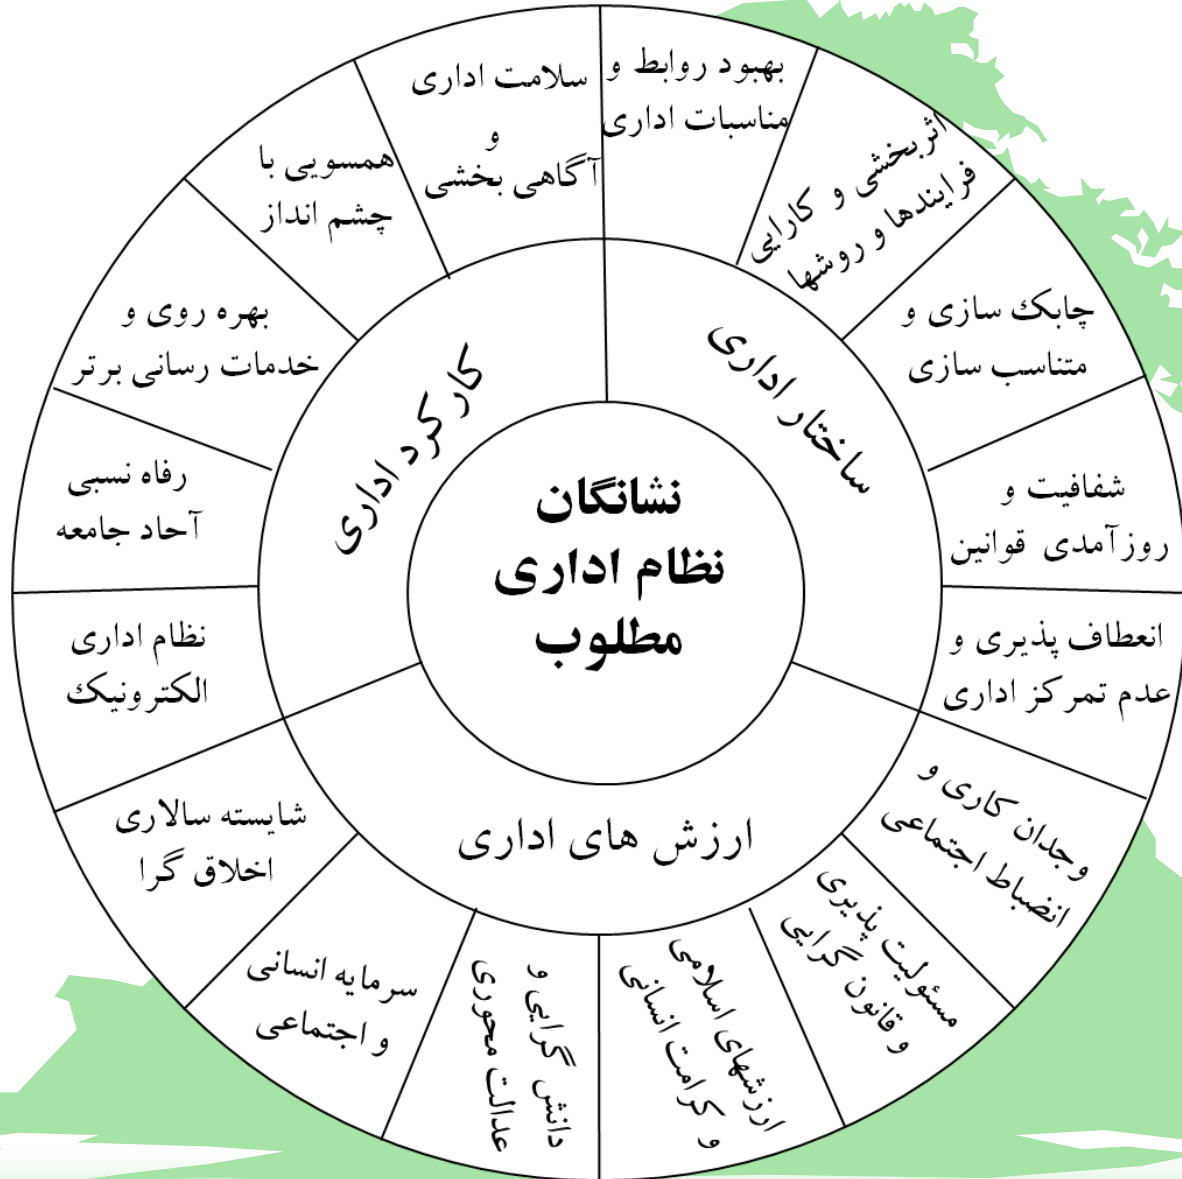 نشانگان
نظام اداری
مطلوب
ساختار اداری
ارزش های اداری
کارکرد اداری
بهبود روابط و
مناسبات اداری
اثربخشی و کارایی
فرایندها و روشها
چابک سازی و
متناسب سازی
شفافیت و
روزآمدی قوانین
انعطاف پذیری و
عدم تمرکز اداری
وجدان کاری و
انضباط اجتماعی
مسئولیت پذیری
و قانون گرایی
ارزشهای اسلامی
و کرامت انسانی
دانش گرایی و
عدالت محوری
سرمایه انسانی
و اجتماعی
شایسته سالاری
اخلاق گرا
نظام اداری
الکترونیک
رفاه نسبی
آحاد جامعه
بهره روی و
خدمات رسانی برتر
همسویی با
چشم انداز
سلامت اداری
و
آگاهی بخشی